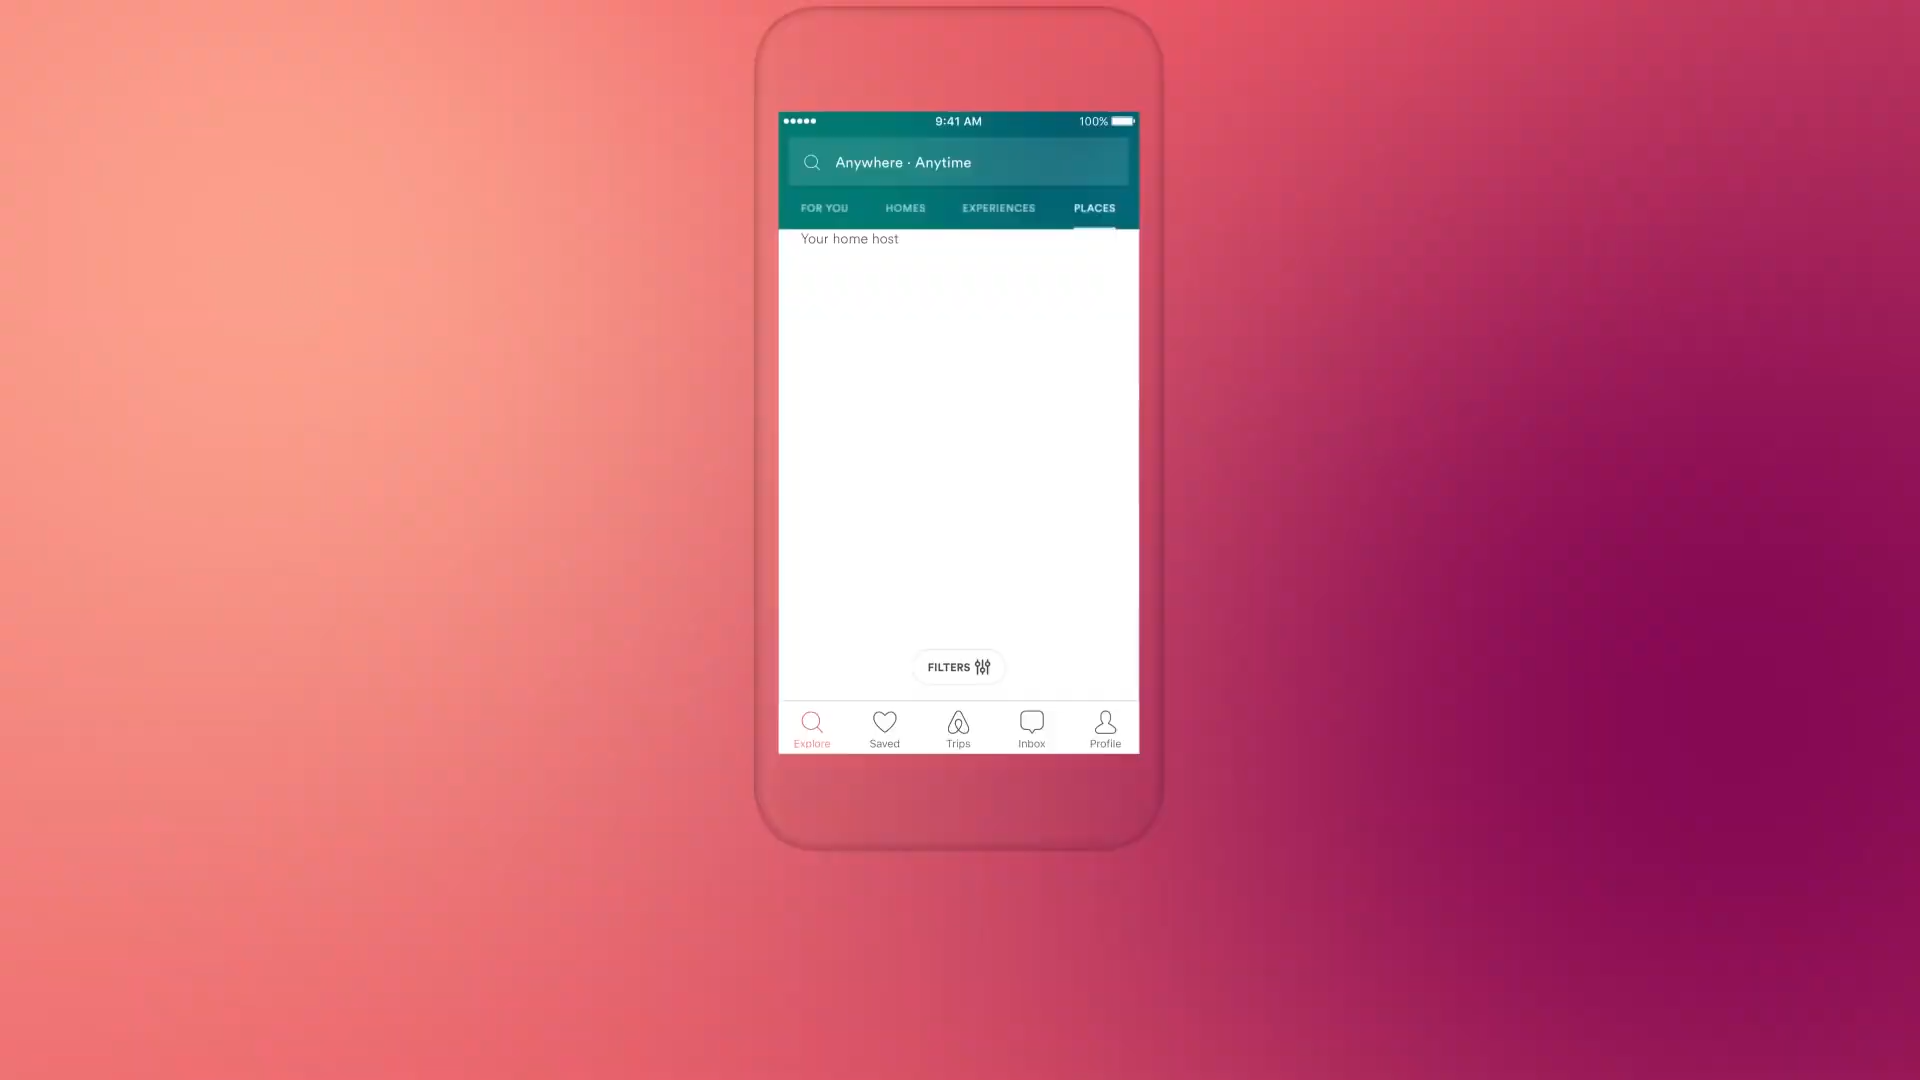 9:41 AM
100%
Anywhere · Anytime
FOR YOU HOMES EXPERIENCES PLACES
Your home host
FILTERS
Explore Saved Trips Inbox Profile